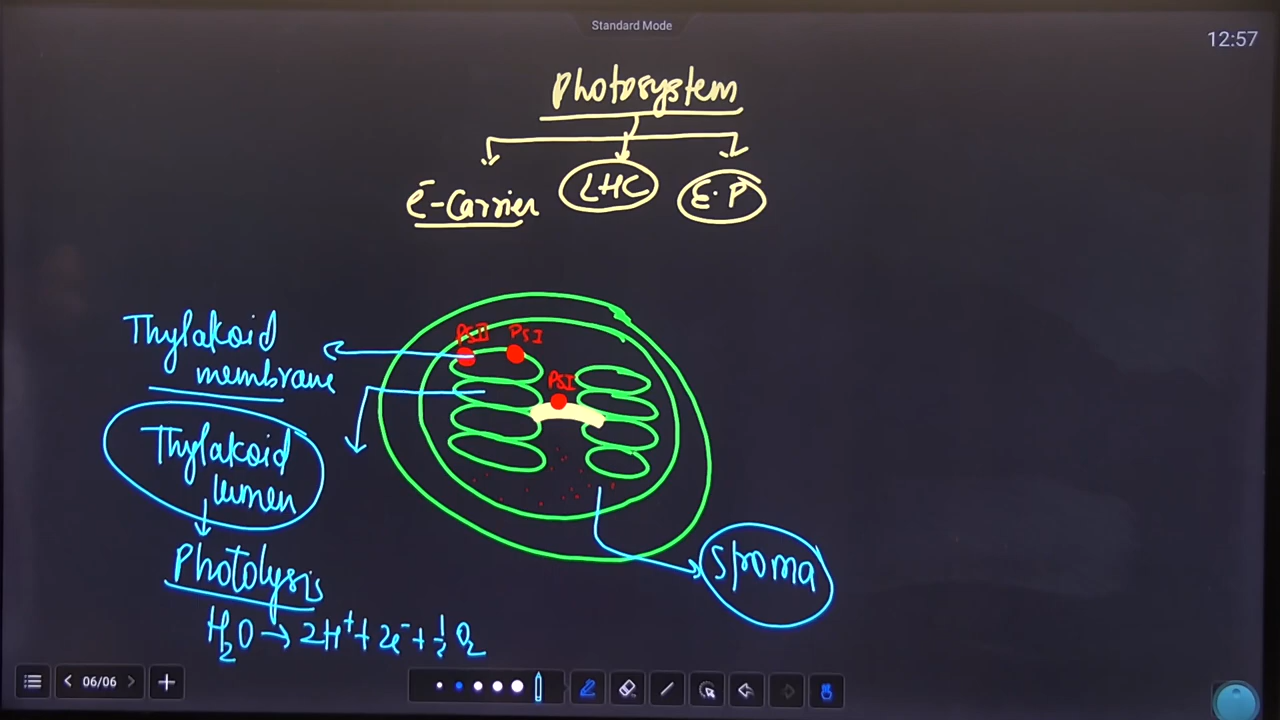 Standard Mode
12:57
Photosystem
e⁻-Carrier LHC E.P
PSII PSI
PSI
Thylakoid
membrane
Thylakoid
lumen
Photolysis
H₂O → 2H⁺ + 2e⁻ + ½ O₂
Stroma
06/06